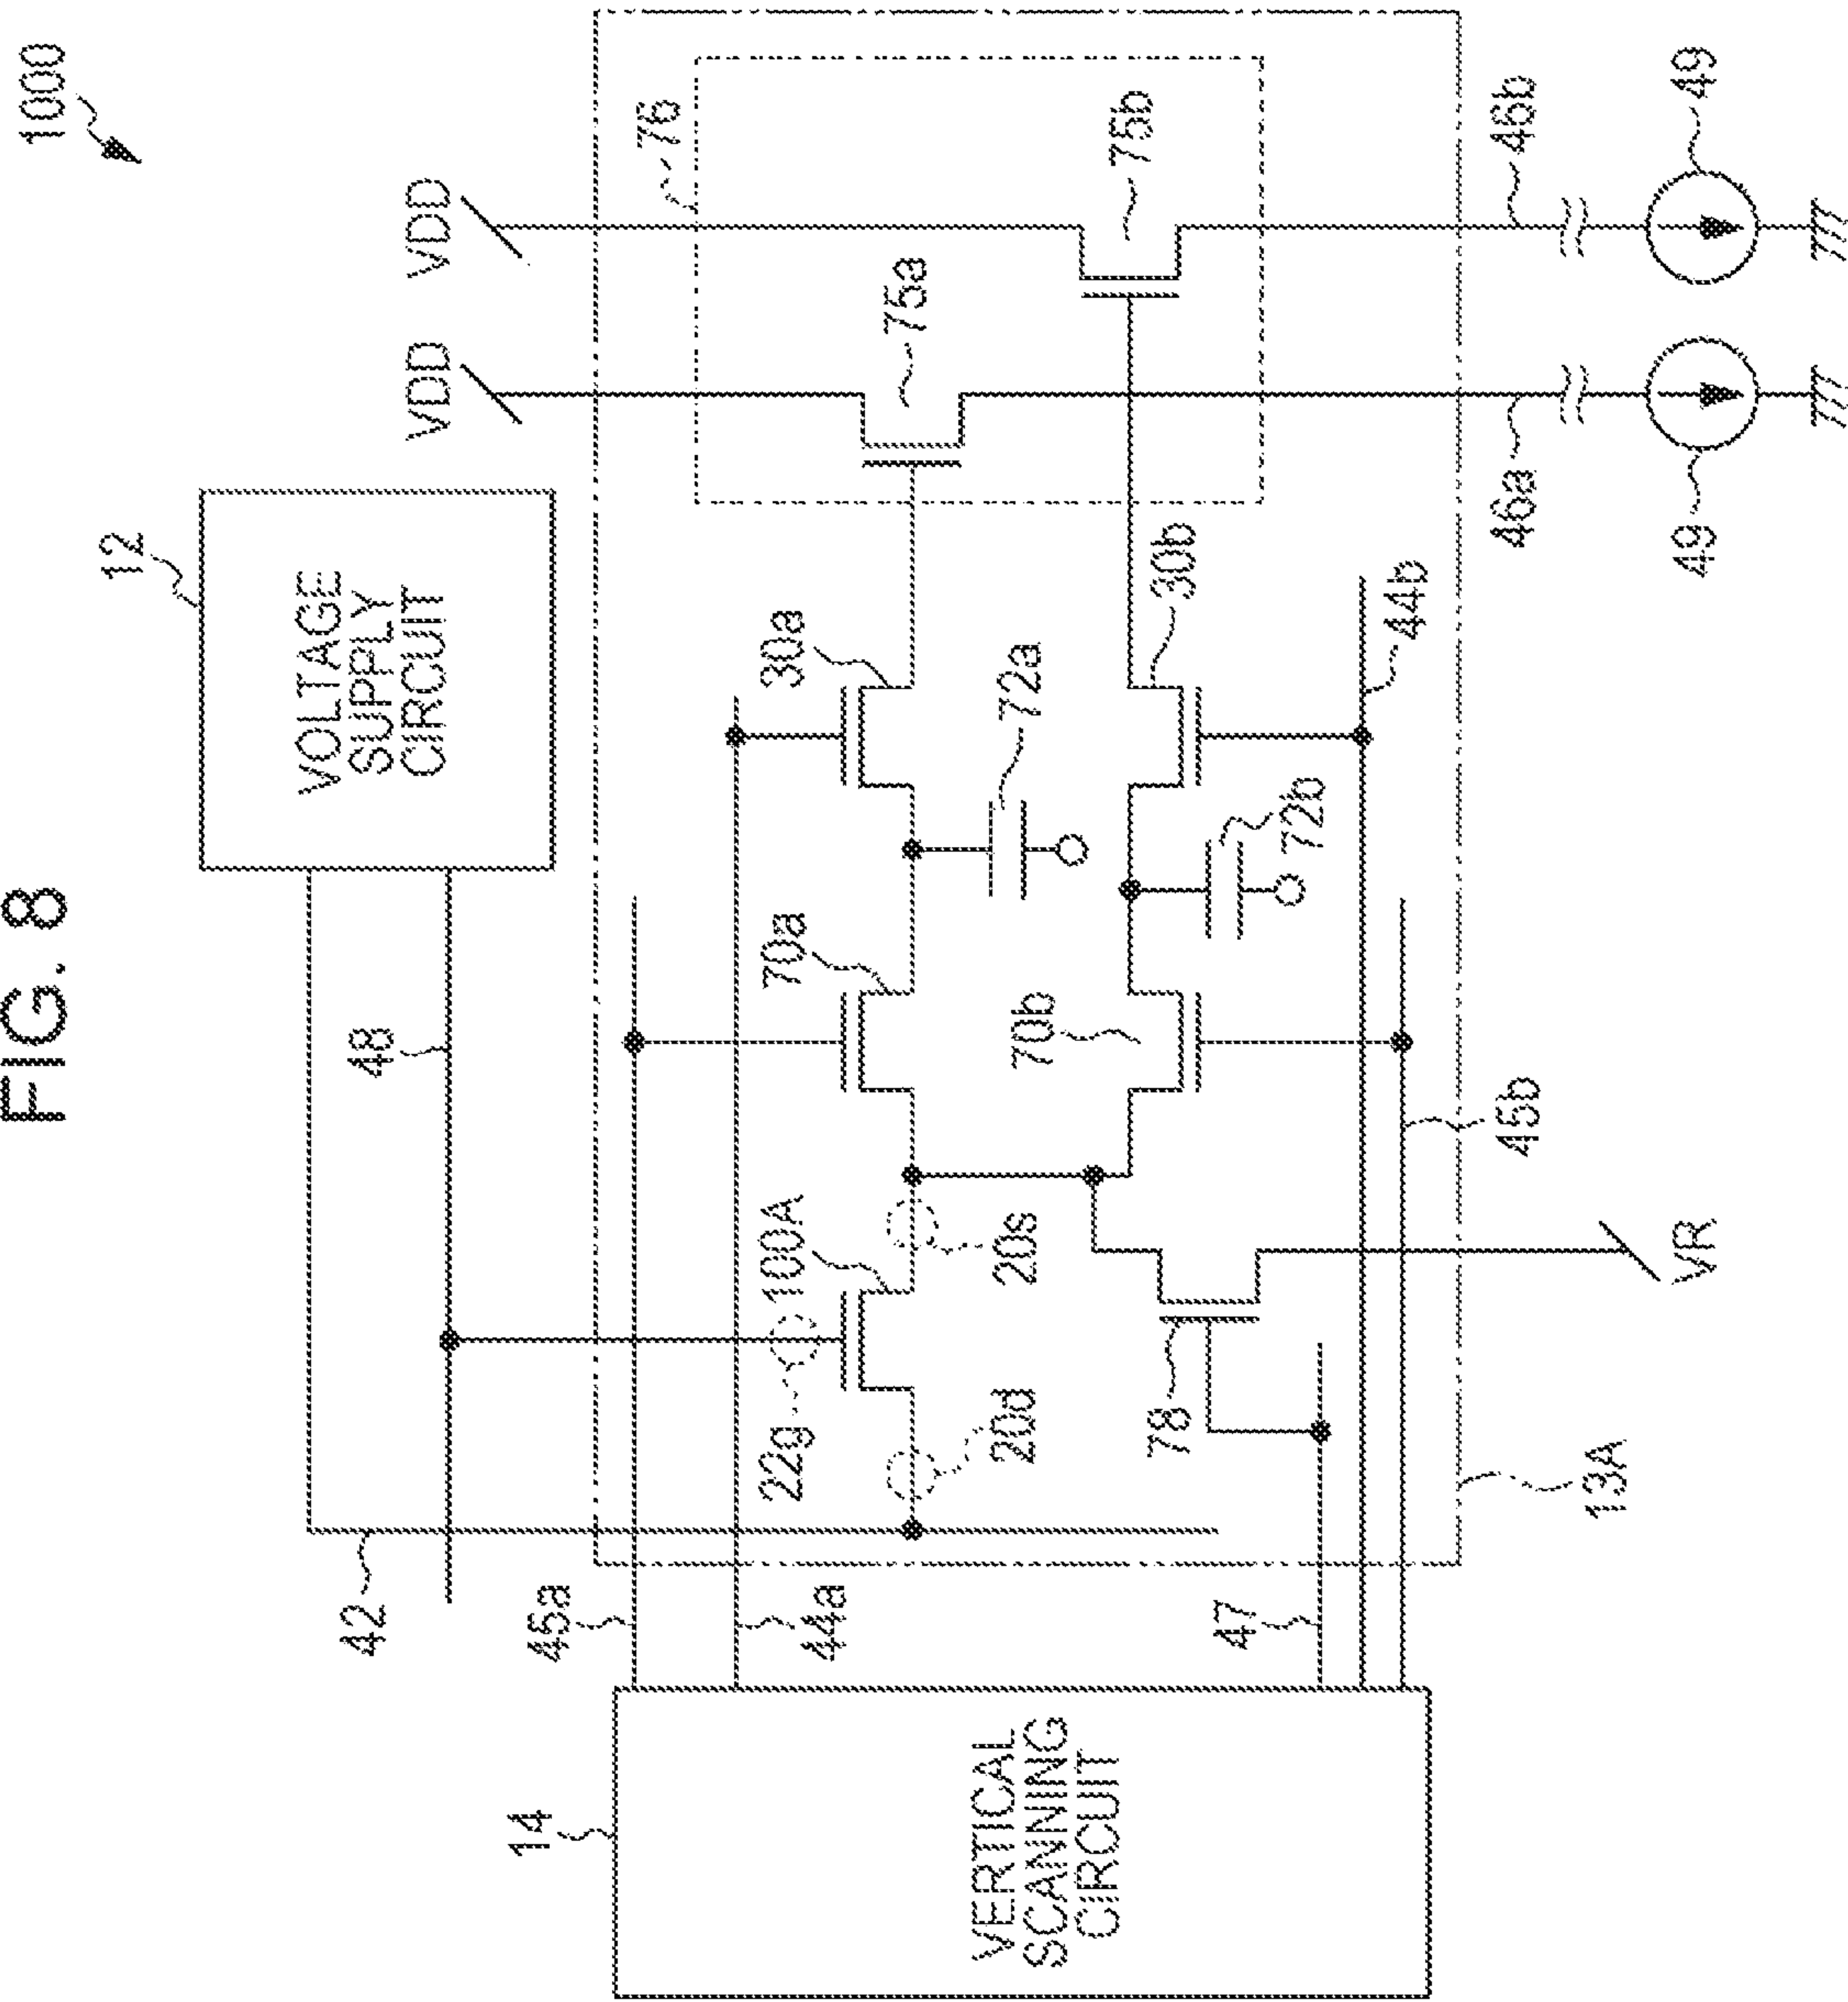 FIG. 8
1000
12
VOLTAGE
SUPPLY
CIRCUIT
48
42
VDD
VDD
76
75a
75b
45a
44a
30a
70a
100A
22g
20s
20d
72a
72b
70b
30b
78
47
44b
45b
14
VERTICAL
SCANNING
CIRCUIT
13A
VR
46a
46b
49
49